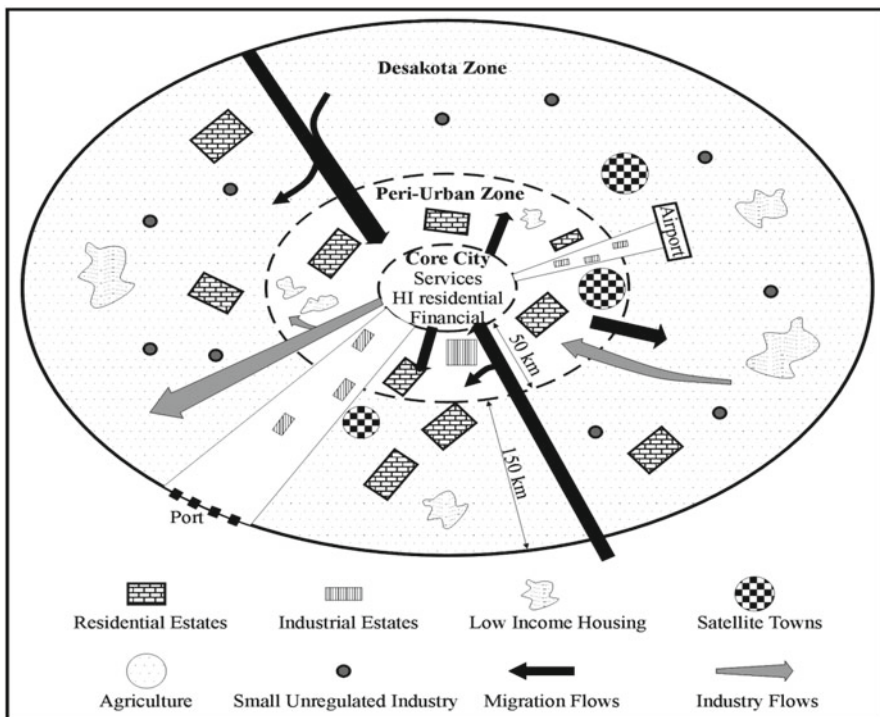 Desakota Zone
Peri-Urban Zone
Airport
Core City
Services
HI residential
Financial
50 km
150 km
Port
Residential Estates
Industrial Estates
Low Income Housing
Satellite Towns
Agriculture
Small Unregulated Industry
Migration Flows
Industry Flows